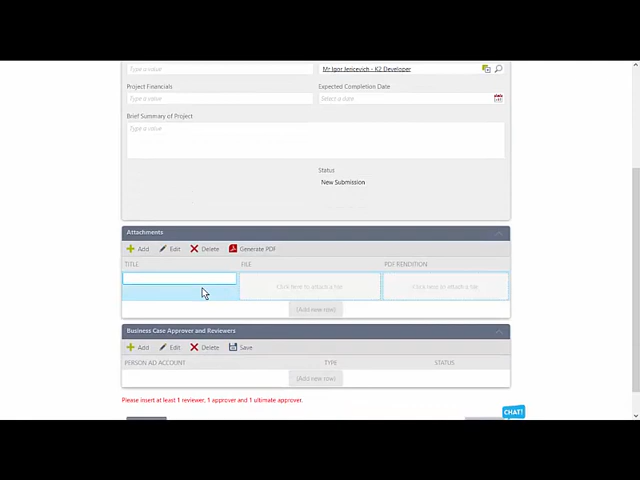 Type a value
Mr Igor Jericevich - K2 Developer
Project Financials
Expected Completion Date
Type a value
Select a date
Brief Summary of Project
Type a value
Status
New Submission
Attachments
Add Edit Delete Generate PDF
TITLE FILE PDF RENDITION
Click here to attach a file Click here to attach a file
(Add new row)
Business Case Approver and Reviewers
Add Edit Delete Save
PERSON AD ACCOUNT TYPE STATUS
(Add new row)
Please insert at least 1 reviewer, 1 approver and 1 ultimate approver.
CHAT!